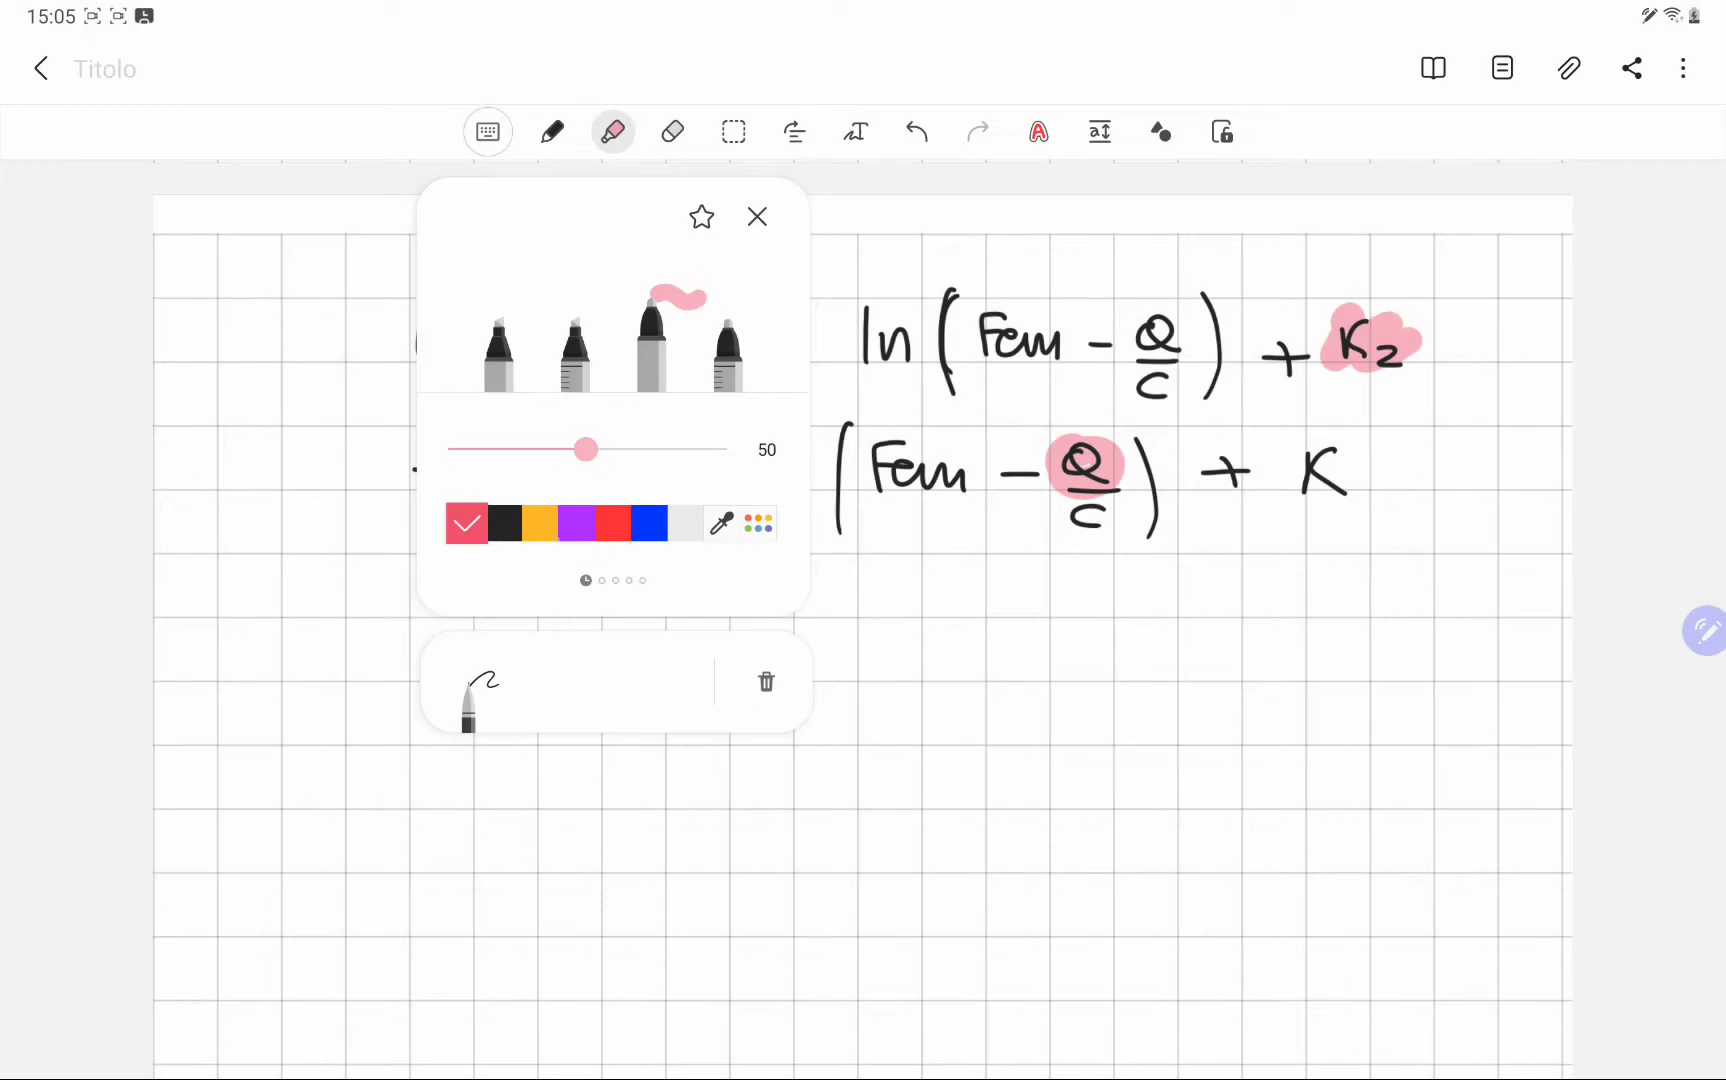 15:05
Titolo
ln ( Fem - Q/C ) + K2
( Fem - Q/C ) + K
50